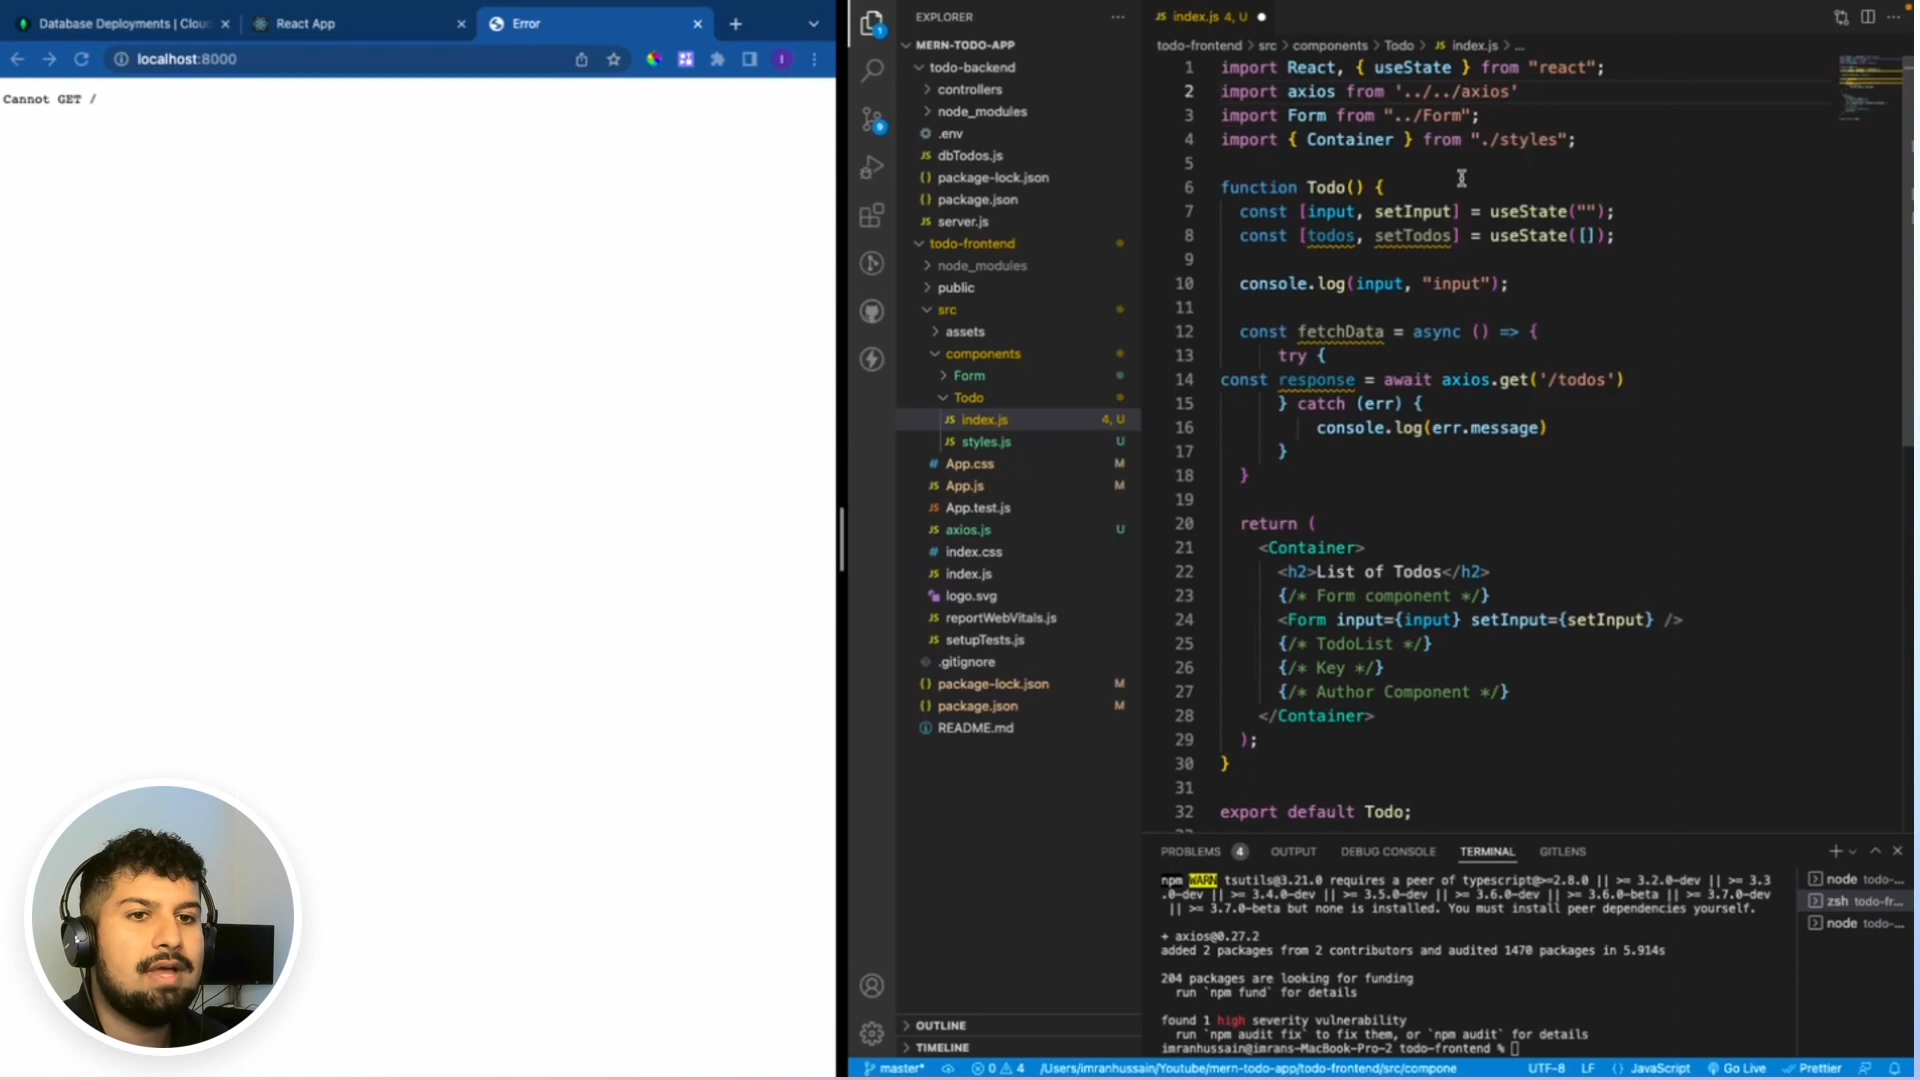 Database Deployments | Clou
React App
Error
localhost:8000
Cannot GET /
EXPLORER
MERN-TODO-APP
todo-backend
controllers
node_modules
.env
dbTodos.js
package-lock.json
package.json
server.js
todo-frontend
node_modules
public
src
assets
components
Form
Todo
index.js 4, U
styles.js U
App.css M
App.js M
App.test.js
axios.js U
index.css
index.js
logo.svg
reportWebVitals.js
setupTests.js
.gitignore
package-lock.json M
package.json M
README.md
OUTLINE
TIMELINE
index.js 4, U
todo-frontend > src > components > Todo > JS index.js > ...
1 import React, { useState } from "react";
2 import axios from '../../axios'
3 import Form from "../Form";
4 import { Container } from "./styles";
5
6 function Todo() {
7 const [input, setInput] = useState("");
8 const [todos, setTodos] = useState([]);
9
10 console.log(input, "input");
11
12 const fetchData = async () => {
13 try {
14 const response = await axios.get('/todos')
15 } catch (err) {
16 console.log(err.message)
17 }
18 }
19
20 return (
21 <Container>
22 <h2>List of Todos</h2>
23 {/* Form component */}
24 <Form input={input} setInput={setInput} />
25 {/* TodoList */}
26 {/* Key */}
27 {/* Author Component */}
28 </Container>
29 );
30 }
31
32 export default Todo;
PROBLEMS 4 OUTPUT DEBUG CONSOLE TERMINAL GITLENS
npm WARN tsutils@3.21.0 requires a peer of typescript@>=2.8.0 || >= 3.2.0-dev || >= 3.3
.0-dev || >= 3.4.0-dev || >= 3.5.0-dev || >= 3.6.0-dev || >= 3.6.0-beta || >= 3.7.0-dev
|| >= 3.7.0-beta but none is installed. You must install peer dependencies yourself.
+ axios@0.27.2
added 2 packages from 2 contributors and audited 1470 packages in 5.914s
204 packages are looking for funding
run `npm fund` for details
found 1 high severity vulnerability
run `npm audit fix` to fix them, or `npm audit` for details
imranhussain@imrans-MacBook-Pro-2 todo-frontend %
node todo-...
zsh todo-fr...
node todo-...
master* 0 4 /Users/imranhussain/Youtube/mern-todo-app/todo-frontend/src/compone UTF-8 LF {} JavaScript Go Live Prettier